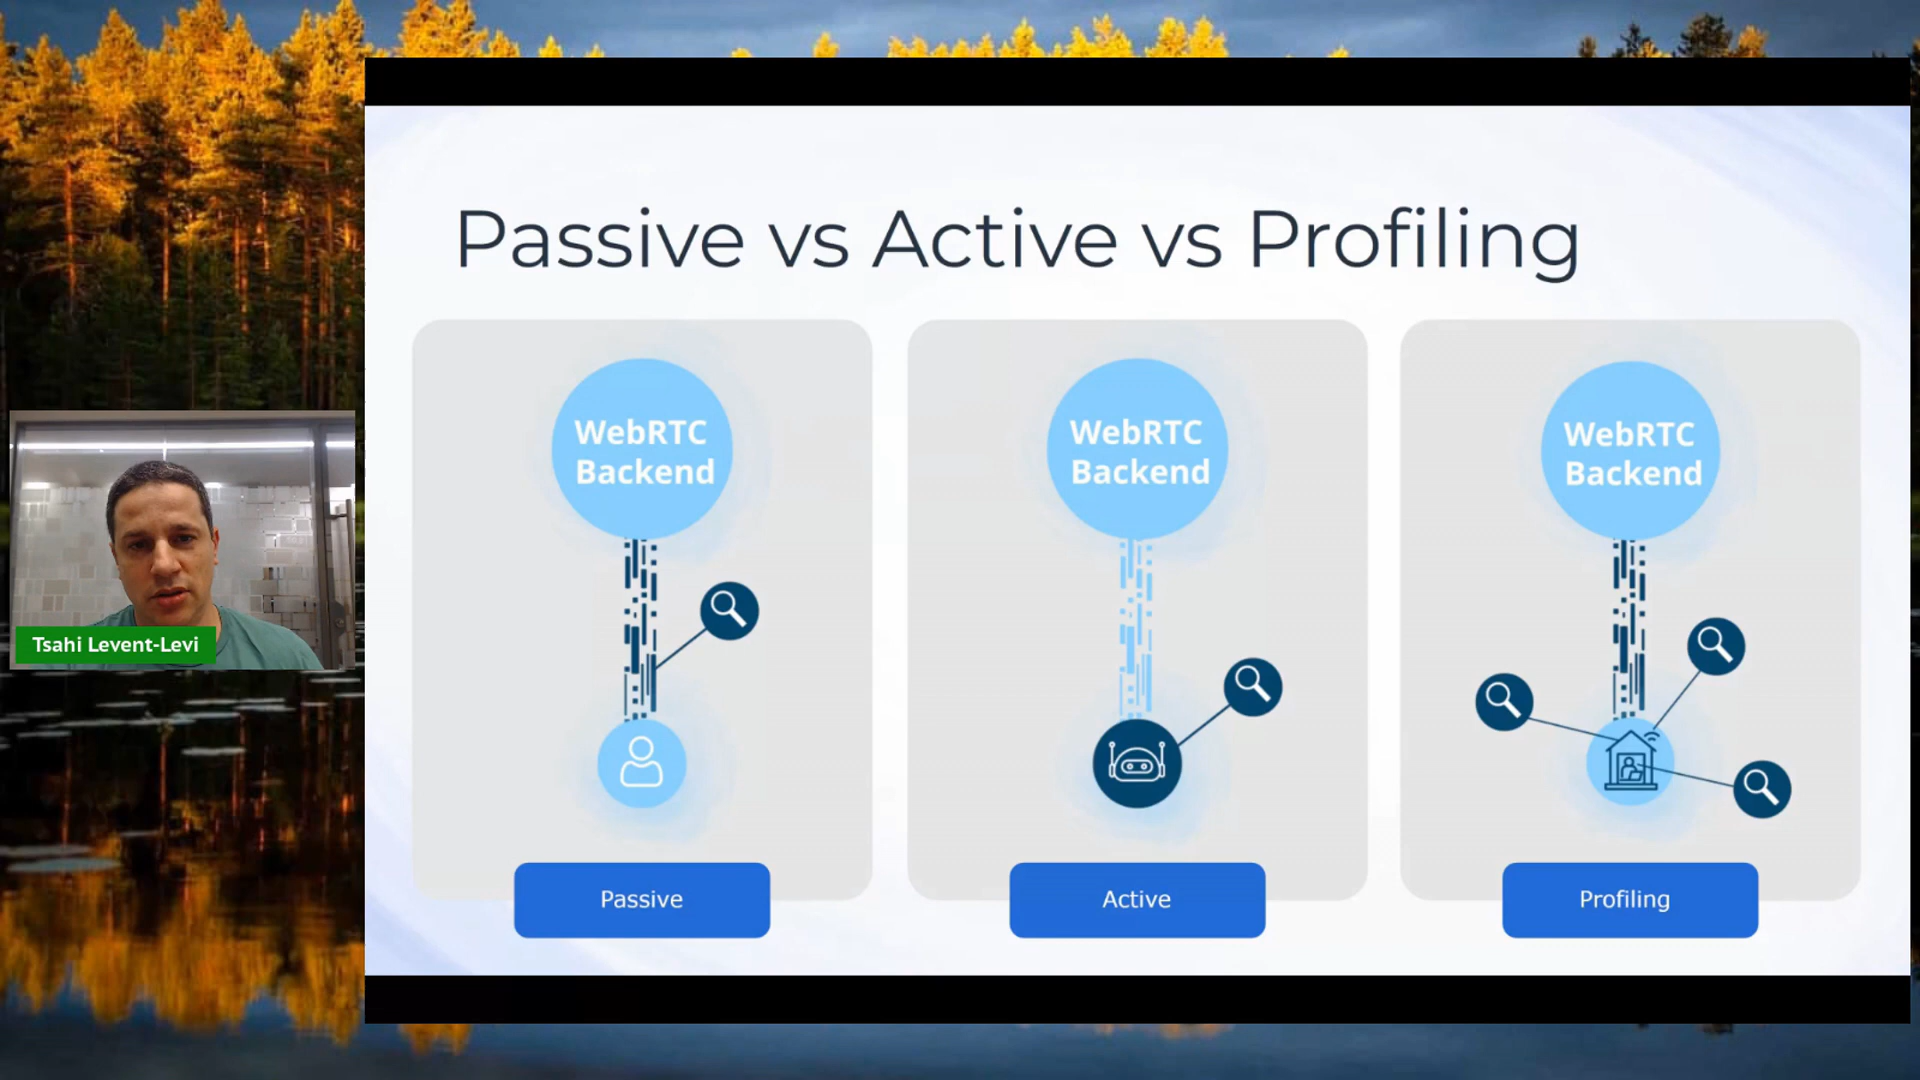 Passive vs Active vs Profiling
WebRTC
Backend
WebRTC
Backend
WebRTC
Backend
Tsahi Levent-Levi
Passive
Active
Profiling